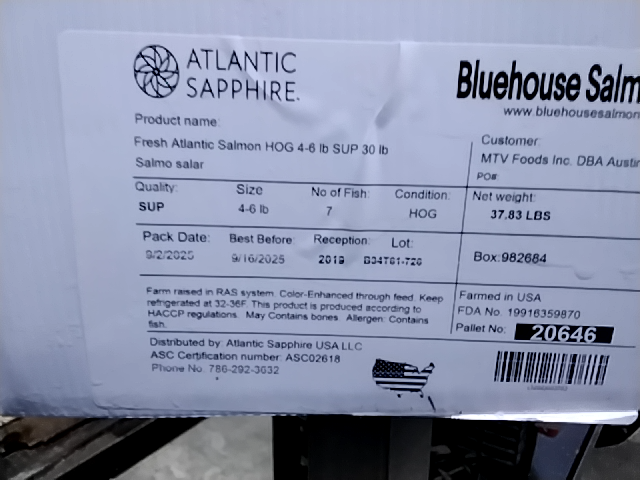 ATLANTIC
SAPPHIRE.
Bluehouse Salm
www.bluehousesalmon
Product name:
Fresh Atlantic Salmon HOG 4-6 lb SUP 30 lb
Salmo salar
Customer:
MTV Foods Inc. DBA Austin
PO#:
Quality: Size No of Fish: Condition: Net weight:
SUP 4-6 lb 7 HOG 37.83 LBS
Pack Date: Best Before: Reception: Lot:
9/2/2025 9/16/2025 2019
Box:982684
Farm raised in RAS system. Color-Enhanced through feed. Keep
refrigerated at 32-36F. This product is produced according to
HACCP regulations. May Contains bones. Allergen: Contains
fish.
Farmed in USA
FDA No. 19916359870
Pallet No: 20646
Distributed by: Atlantic Sapphire USA LLC
ASC Certification number: ASC02618
Phone No. 786-292-3632